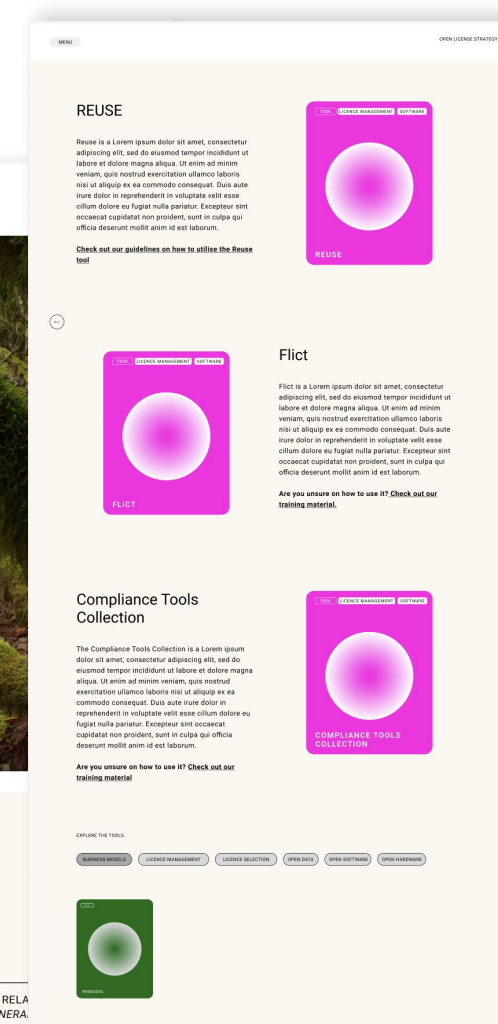 MENU
OPEN LICENSE STRATEGY
REUSE
Reuse is a Lorem ipsum dolor sit amet, consectetur
adipiscing elit, sed do eiusmod tempor incididunt ut
labore et dolore magna aliqua. Ut enim ad minim
veniam, quis nostrud exercitation ullamco laboris
nisi ut aliquip ex ea commodo consequat. Duis aute
irure dolor in reprehenderit in voluptate velit esse
cillum dolore eu fugiat nulla pariatur. Excepteur sint
occaecat cupidatat non proident, sunt in culpa qui
officia deserunt mollit anim id est laborum.
Check out our guidelines on how to utilise the Reuse
tool
TOOL LICENCE MANAGEMENT SOFTWARE
REUSE
TOOL LICENCE MANAGEMENT SOFTWARE
FLICT
Flict
Flict is a Lorem ipsum dolor sit amet, consectetur
adipiscing elit, sed do eiusmod tempor incididunt ut
labore et dolore magna aliqua. Ut enim ad minim
veniam, quis nostrud exercitation ullamco laboris
nisi ut aliquip ex ea commodo consequat. Duis aute
irure dolor in reprehenderit in voluptate velit esse
cillum dolore eu fugiat nulla pariatur. Excepteur sint
occaecat cupidatat non proident, sunt in culpa qui
officia deserunt mollit anim id est laborum.
Are you unsure on how to use it? Check out our
training material.
Compliance Tools
Collection
The Compliance Tools Collection is a Lorem ipsum
dolor sit amet, consectetur adipiscing elit, sed do
eiusmod tempor incididunt ut labore et dolore magna
aliqua. Ut enim ad minim veniam, quis nostrud
exercitation ullamco laboris nisi ut aliquip ex ea
commodo consequat. Duis aute irure dolor in
reprehenderit in voluptate velit esse cillum dolore eu
fugiat nulla pariatur. Excepteur sint occaecat
cupidatat non proident, sunt in culpa qui officia
deserunt mollit anim id est laborum.
Are you unsure on how to use it? Check out our
training material
TOOL LICENCE MANAGEMENT SOFTWARE
COMPLIANCE TOOLS
COLLECTION
EXPLORE THE TOOLS
BUSINESS MODELS LICENCE MANAGEMENT LICENCE SELECTION OPEN DATA OPEN SOFTWARE OPEN HARDWARE
TOOL
REMODEL
RELA
NERA